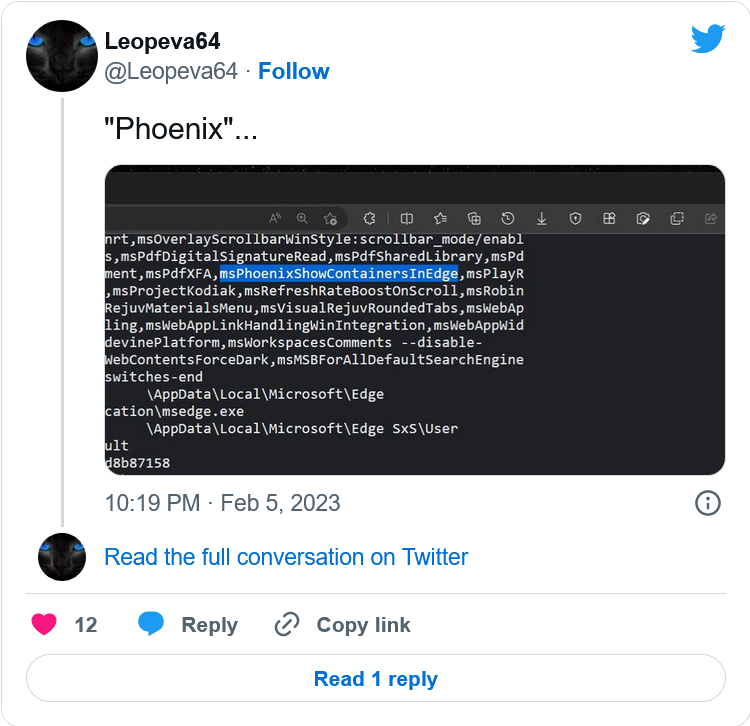 Leopeva64
@Leopeva64 · Follow
"Phoenix"...
A
nrt,msOverlayScrollbarWinStyle:scrollbar_mode/enabl
s,msPdfDigitalSignatureRead,msPdfSharedLibrary,msPd
ment,msPdfXFA,msPhoenixShowContainersInEdge,msPlayR
,msProjectKodiak,msRefreshRateBoostOnScroll,msRobin
RejuvMaterialsMenu,msVisualRejuvRoundedTabs,msWebAp
ling,msWebAppLinkHandlingWinIntegration,msWebAppWid
devinePlatform,msWorkspacesComments --disable-
WebContentsForceDark,msMSBForAllDefaultSearchEngine
switches-end
\AppData\Local\Microsoft\Edge
cation\msedge.exe
\AppData\Local\Microsoft\Edge SxS\User
ult
d8b87158
10:19 PM · Feb 5, 2023
Read the full conversation on Twitter
12 Reply Copy link
Read 1 reply